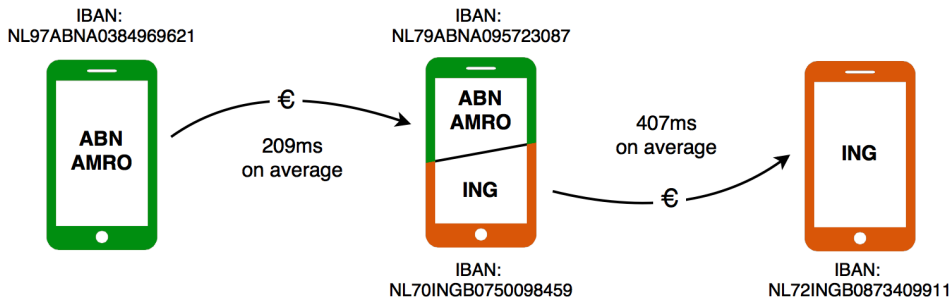 IBAN:
NL97ABNA0384969621
IBAN:
NL79ABNA095723087
ABN
AMRO
€
209ms
on average
ABN
AMRO
ING
407ms
on average
€
ING
IBAN:
NL70INGB0750098459
IBAN:
NL72INGB0873409911